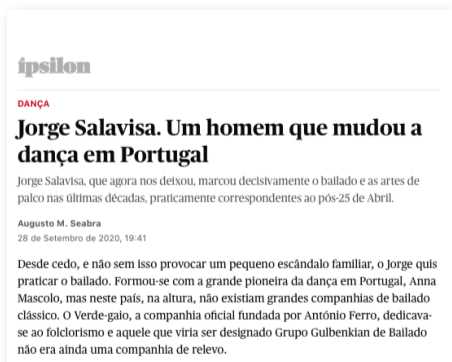 ípsilon
DANÇA
Jorge Salavisa. Um homem que mudou a
dança em Portugal
Jorge Salavisa, que agora nos deixou, marcou decisivamente o bailado e as artes de
palco nas últimas décadas, praticamente correspondentes ao pós-25 de Abril.
Augusto M. Seabra
28 de Setembro de 2020, 19:41
Desde cedo, e não sem isso provocar um pequeno escândalo familiar, o Jorge quis
praticar o bailado. Formou-se com a grande pioneira da dança em Portugal, Anna
Mascolo, mas neste país, na altura, não existiam grandes companhias de bailado
clássico. O Verde-gaio, a companhia oficial fundada por António Ferro, dedicava-
se ao folclorismo e aquele que viria ser designado Grupo Gulbenkian de Bailado
não era ainda uma companhia de relevo.